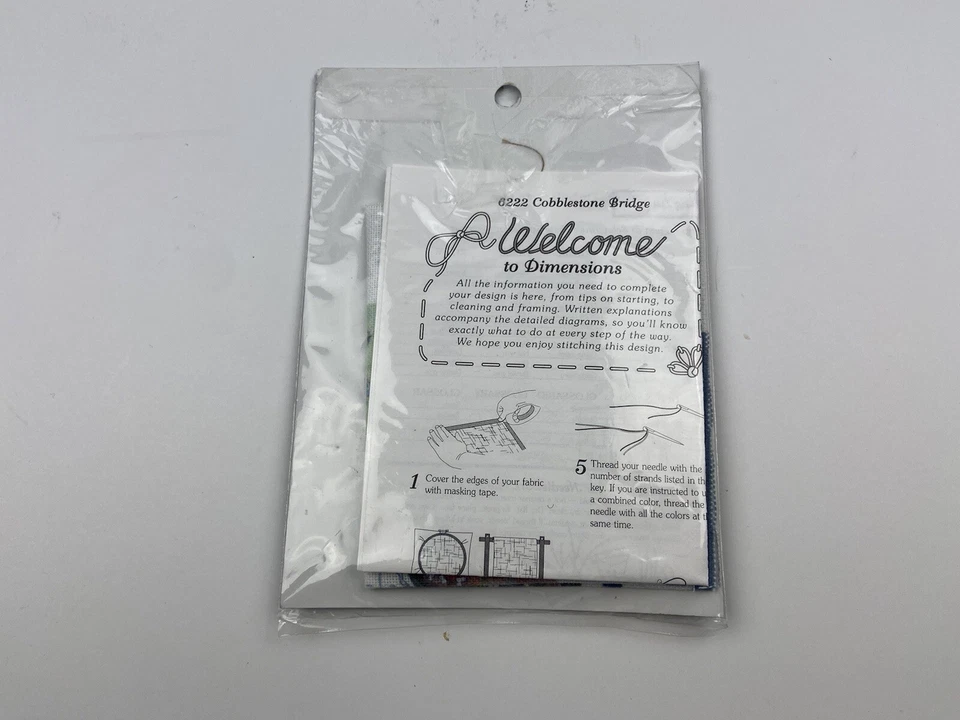 6222 Cobblestone Bridge
Welcome
to Dimensions
All the information you need to complete
your design is here, from tips on starting, to
cleaning and framing. Written explanations
accompany the detailed diagrams, so you'll know
exactly what to do at every step of the way.
We hope you enjoy stitching this design.
1 Cover the edges of your fabric
with masking tape.
5 Thread your needle with the
number of strands listed in th
key. If you are instructed to u
a combined color, thread the
needle with all the colors at t
same time.